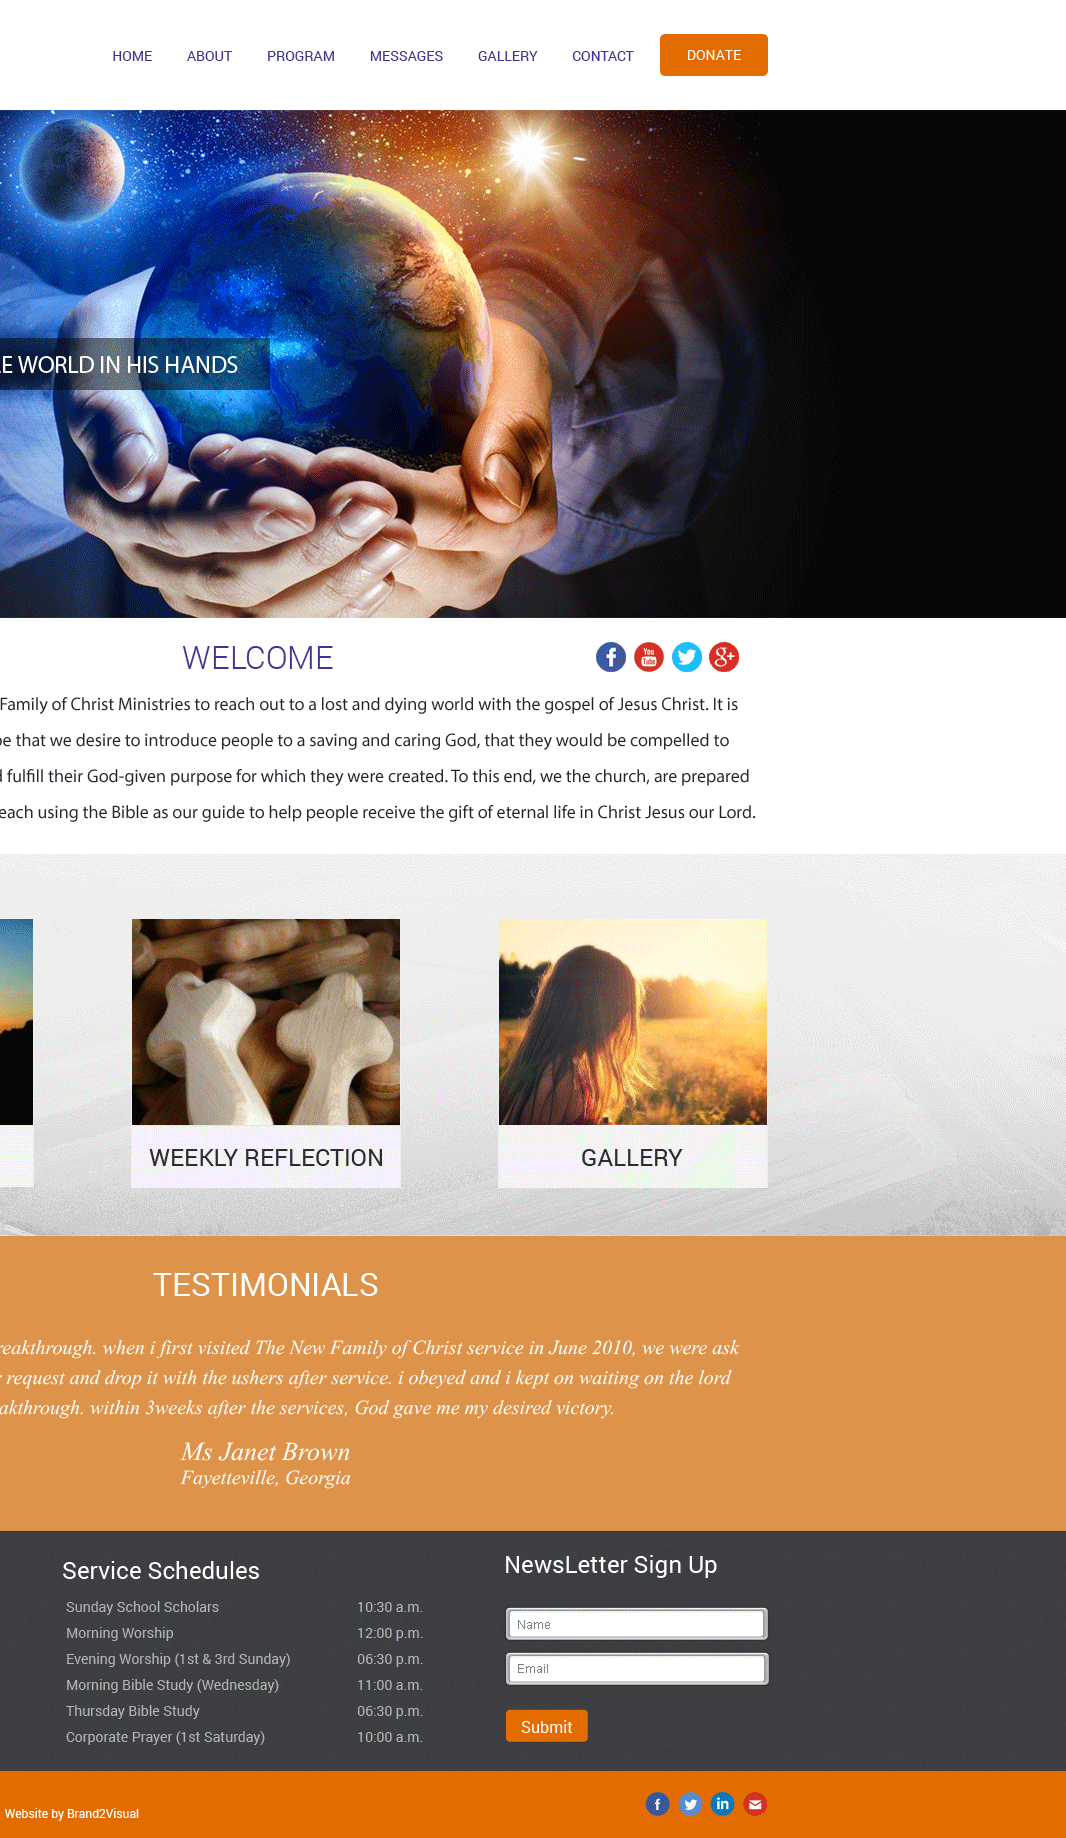 HOME ABOUT PROGRAM MESSAGES GALLERY CONTACT DONATE
WORLD IN HIS HANDS
WELCOME
You Tube g+
Family of Christ Ministries to reach out to a lost and dying world with the gospel of Jesus Christ. It is
that we desire to introduce people to a saving and caring God, that they would be compelled to
fulfill their God-given purpose for which they were created. To this end, we the church, are prepared
each using the Bible as our guide to help people receive the gift of eternal life in Christ Jesus our Lord.
WEEKLY REFLECTION
GALLERY
TESTIMONIALS
reakthrough. when i first visited The New Family of Christ service in June 2010, we were ask
request and drop it with the ushers after service. i obeyed and i kept on waiting on the lord
akthrough. within 3weeks after the services, God gave me my desired victory.
Ms Janet Brown
Fayetteville, Georgia
Service Schedules
Sunday School Scholars 10:30 a.m.
Morning Worship 12:00 p.m.
Evening Worship (1st & 3rd Sunday) 06:30 p.m.
Morning Bible Study (Wednesday) 11:00 a.m.
Thursday Bible Study 06:30 p.m.
Corporate Prayer (1st Saturday) 10:00 a.m.
NewsLetter Sign Up
Name
Email
Submit
Website by Brand2Visual